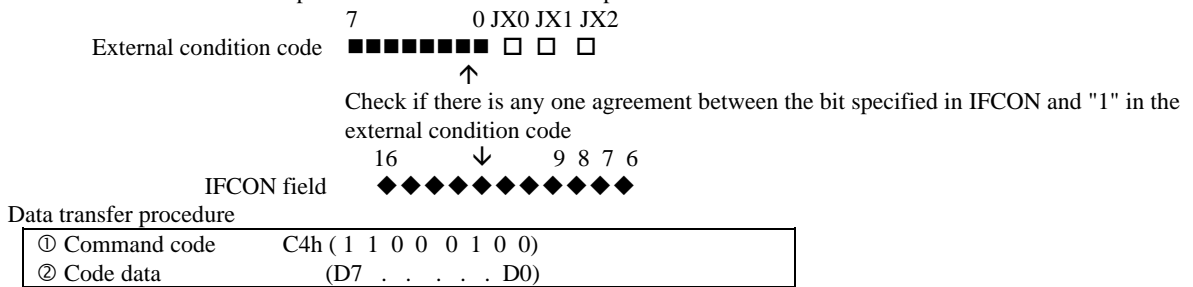 7 0 JX0 JX1 JX2
External condition code ■■■■■■■■ □ □ □
↑
Check if there is any one agreement between the bit specified in IFCON and "1" in the
external condition code
16 ↓ 9 8 7 6
IFCON field ◆◆◆◆◆◆◆◆◆◆◆
Data transfer procedure
① Command code C4h ( 1 1 0 0 0 1 0 0)
② Code data (D7 . . . . . D0)